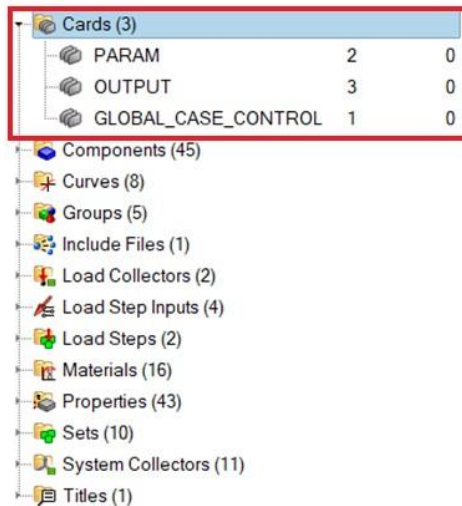 Cards (3)
PARAM 2 0
OUTPUT 3 0
GLOBAL_CASE_CONTROL 1 0
Components (45)
Curves (8)
Groups (5)
Include Files (1)
Load Collectors (2)
Load Step Inputs (4)
Load Steps (2)
Materials (16)
Properties (43)
Sets (10)
System Collectors (11)
Titles (1)